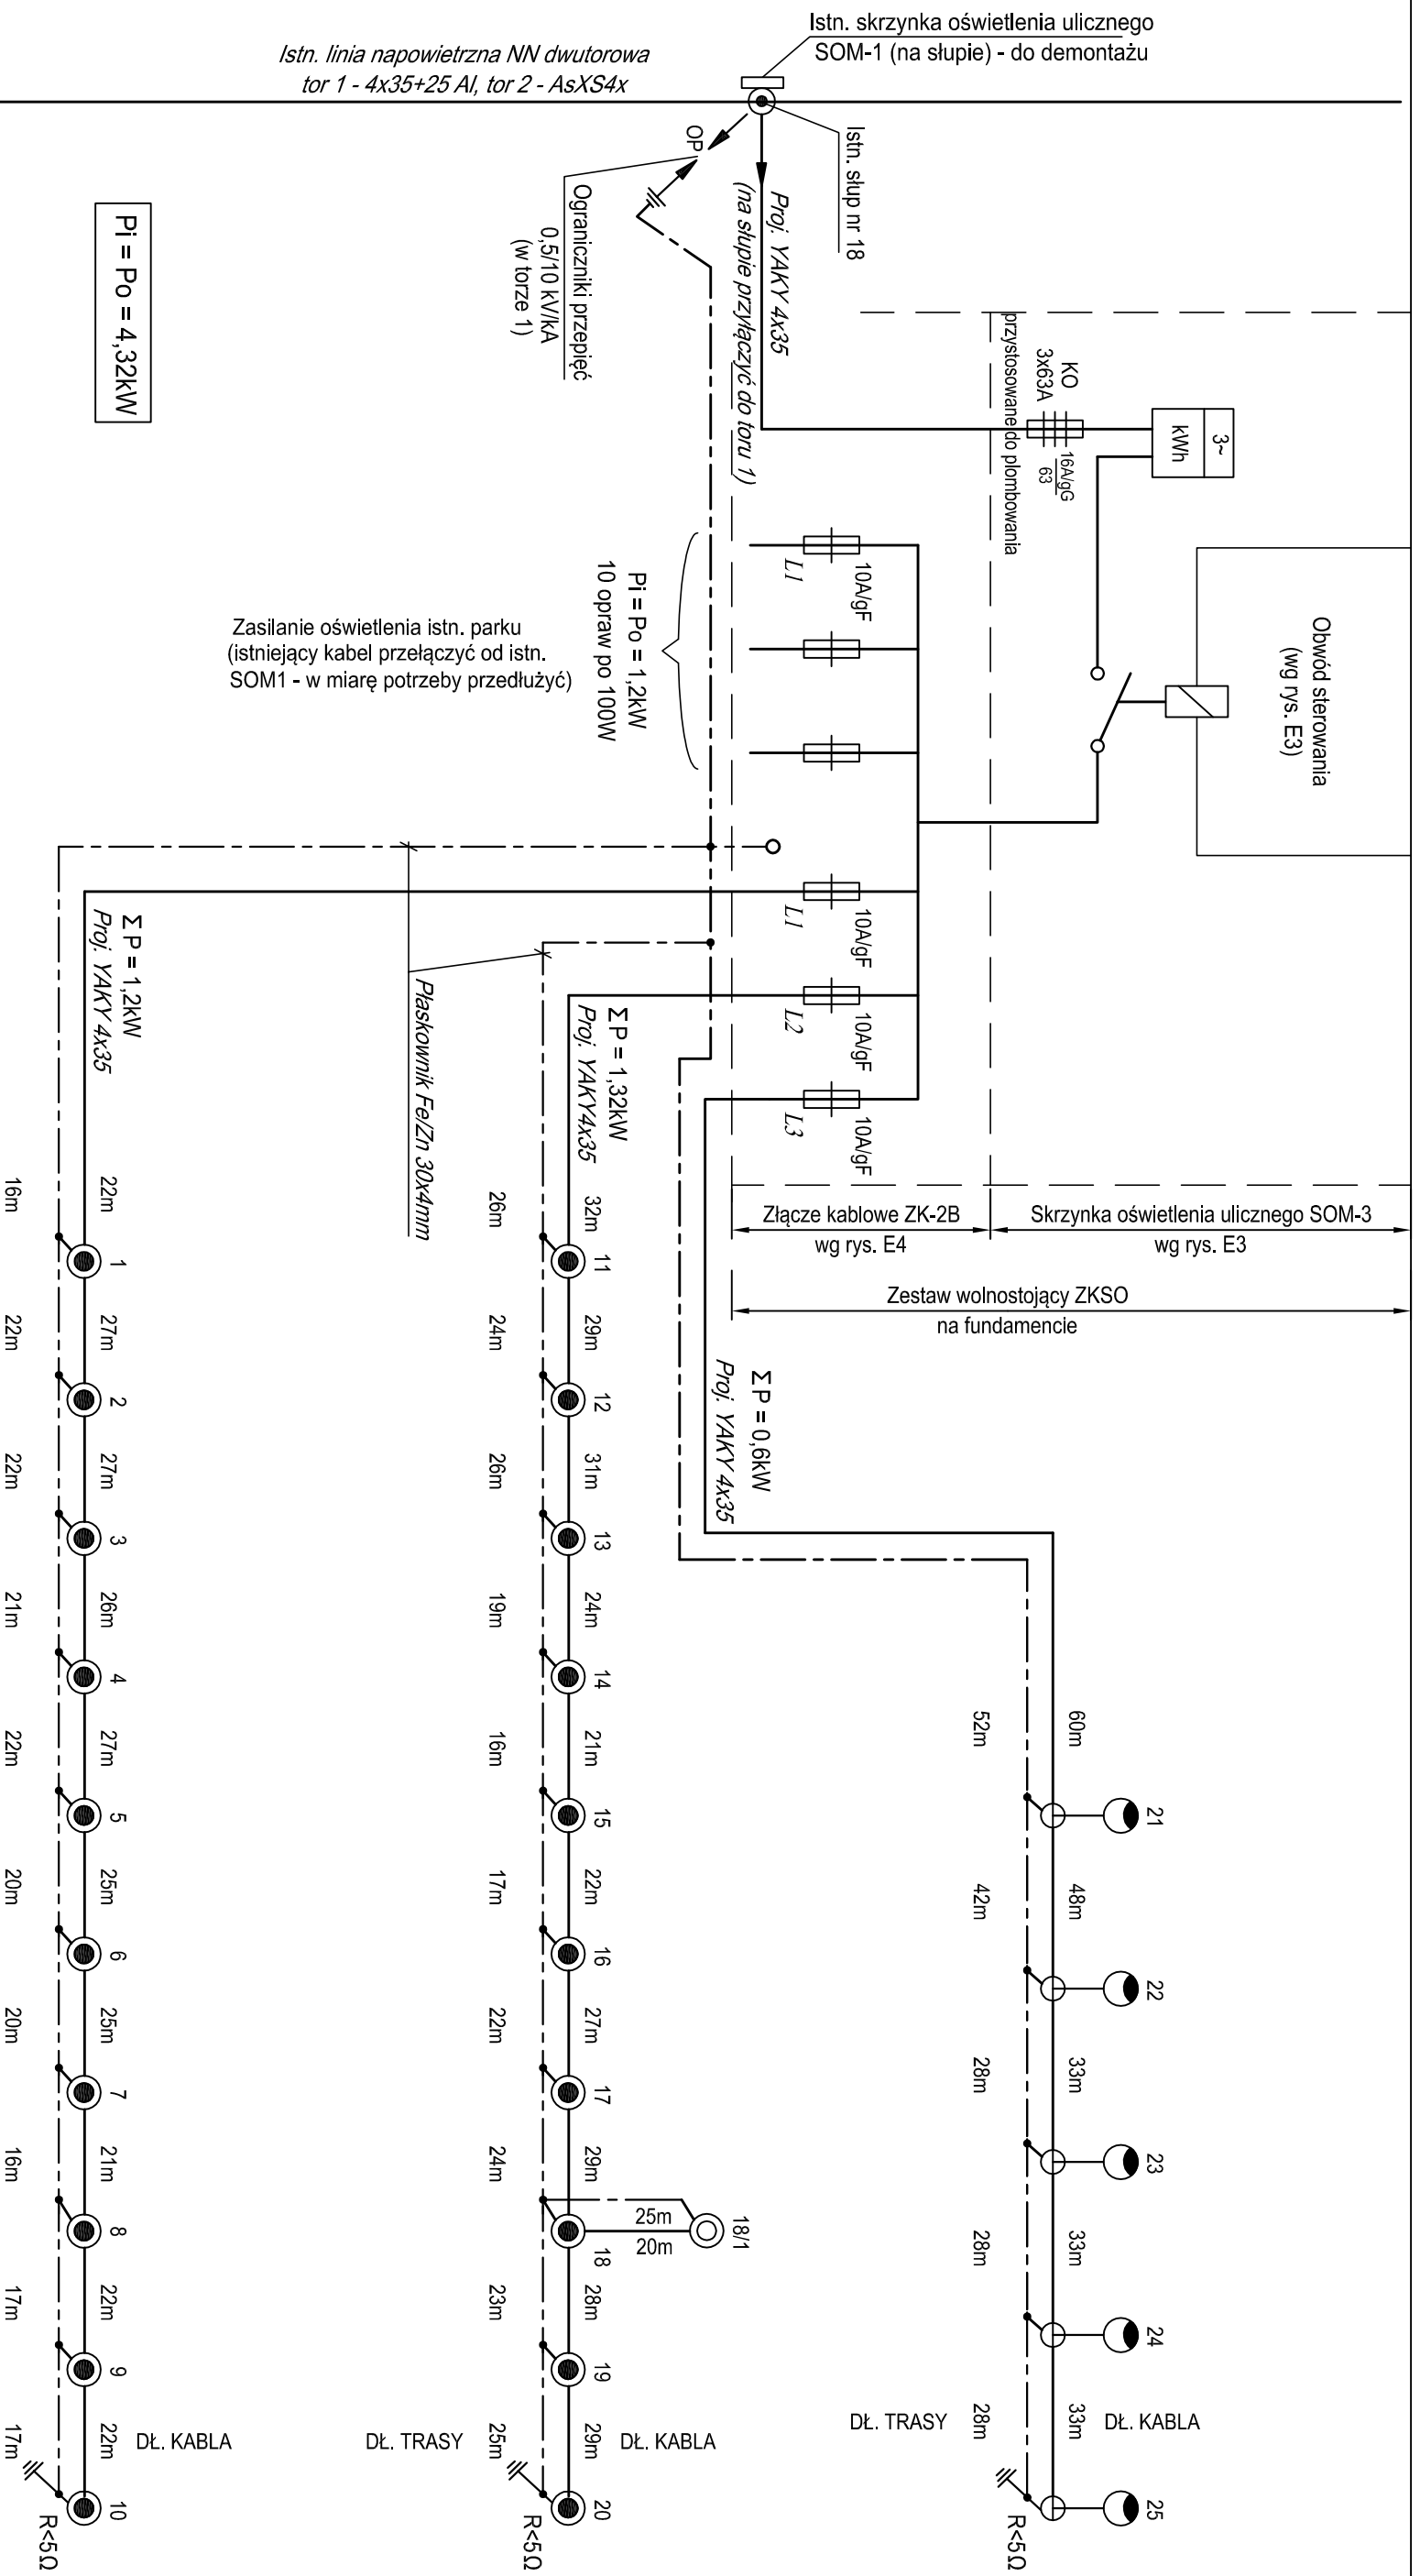 Istn. skrzynka oświetlenia ulicznego
SOM-1 (na słupie) - do demontażu
Istn. linia napowietrzna NN dwutorowa
tor 1 - 4x35+25 Al, tor 2 - AsXS4x
Istn. słup nr 18
OP
Ograniczniki przepięć
0,5/10 kV/kA
(w torze 1)
Proj. YAKY 4x35
(na słupie przyłączyć do toru 1)
Pi = Po = 4,32kW
przystosowane do plombowania
KO
3x63A
16A/gG
63
3~
kWh
Obwód sterowania
(wg rys. E3)
10A/gF
L1
Pi = Po = 1,2kW
10 opraw po 100W
Zasilanie oświetlenia istn. parku
(istniejący kabel przełączyć od istn.
SOM1 - w miarę potrzeby przedłużyć)
10A/gF
L1
10A/gF
L2
10A/gF
L3
Złącze kablowe ZK-2B
wg rys. E4
Skrzynka oświetlenia ulicznego SOM-3
wg rys. E3
Zestaw wolnostojący ZKSO
na fundamencie
Płaskownik Fe/Zn 30x4mm
Σ P = 0,6kW
Proj. YAKY 4x35
21 22 23 24 25
60m 48m 33m 33m 33m DŁ. KABLA
52m 42m 28m 28m 28m DŁ. TRASY
R<5Ω
Σ P = 1,32kW
Proj. YAKY4x35
18/1
25m
20m
11 12 13 14 15 16 17 18 19 20
32m 29m 31m 24m 21m 22m 27m 29m 28m 29m DŁ. KABLA
26m 24m 26m 19m 16m 17m 22m 24m 23m 25m DŁ. TRASY
R<5Ω
Σ P = 1,2kW
Proj. YAKY 4x35
1 2 3 4 5 6 7 8 9 10
22m 27m 27m 26m 27m 25m 25m 21m 22m 22m DŁ. KABLA
16m 22m 22m 21m 22m 20m 20m 16m 17m 17m
R<5Ω